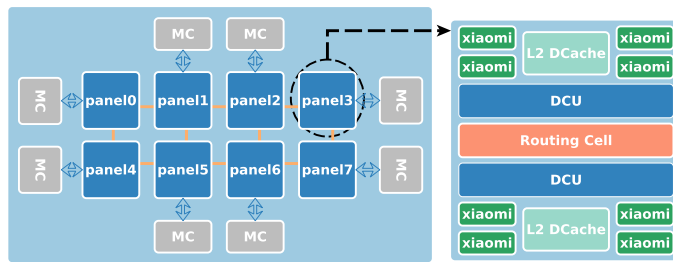 MC MC
MC panel0 panel1 panel2 panel3 MC
MC panel4 panel5 panel6 panel7 MC
MC MC
xiaomi L2 DCache xiaomi
xiaomi xiaomi
DCU
Routing Cell
DCU
xiaomi L2 DCache xiaomi
xiaomi xiaomi